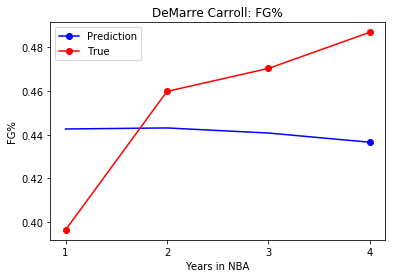 DeMarre Carroll: FG%
Prediction
True
FG%
0.48
0.46
0.44
0.42
0.40
1 2 3 4
Years in NBA